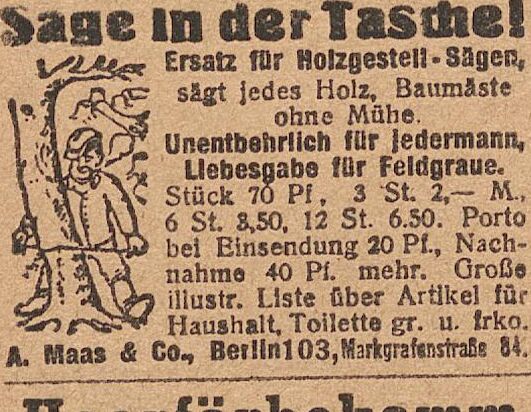 Säge in der Tasche!
Ersatz für Holzgestell-Sägen,
sägt jedes Holz, Baumäste
ohne Mühe.
Unentbehrlich für jedermann,
Liebesgabe für Feldgraue.
Stück 70 Pf, 3 St. 2,— M.,
6 St. 3,50, 12 St. 6.50. Porto
bei Einsendung 20 Pf., Nach-
nahme 40 Pf. mehr. Große
illustr. Liste über Artikel für
Haushalt, Toilette gr. u. frko.
A. Maas & Co., Berlin103, Markgrafenstraße 84.